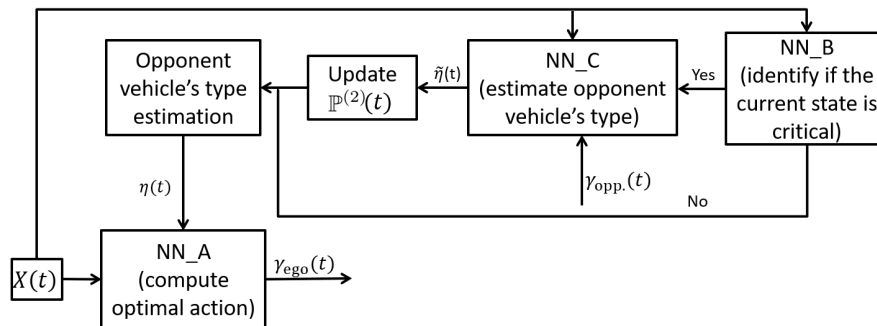 Opponent
vehicle's type
estimation
Update
ℙ⁽²⁾(t)
η̃(t)
NN_C
(estimate opponent
vehicle's type)
Yes
NN_B
(identify if the
current state is
critical)
γopp.(t)
No
η(t)
X(t)
NN_A
(compute
optimal action)
γego(t)